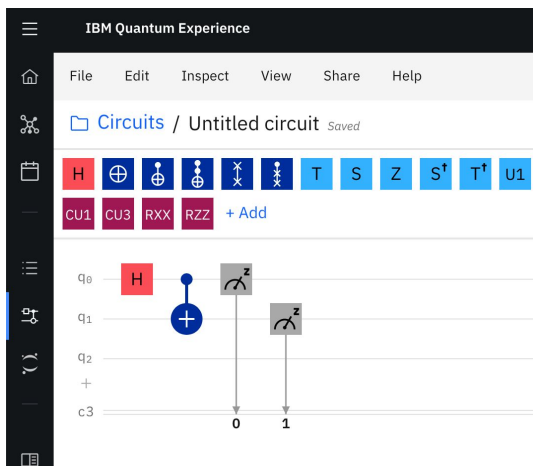 IBM Quantum Experience
File Edit Inspect View Share Help
Circuits / Untitled circuit Saved
H T S Z S† T† U1
CU1 CU3 RXX RZZ + Add
q0 H z
q1 z
q2
+
c3
0 1